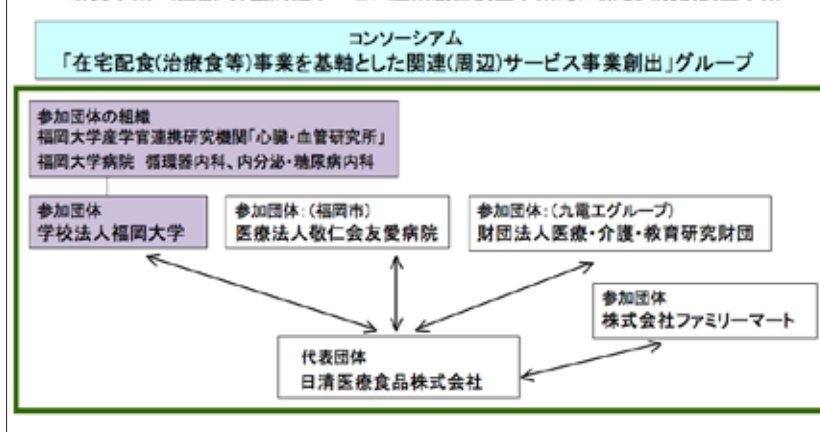 コンソーシアム
「在宅配食(治療食等)事業を基軸とした関連(周辺)サービス事業創出」グループ
参加団体の組織
福岡大学産学官連携研究機関「心臓・血管研究所」
福岡大学病院 循環器内科、内分泌・糖尿病内科
参加団体
学校法人福岡大学
参加団体:(福岡市)
医療法人敬仁会友愛病院
参加団体:(九電工グループ)
財団法人医療・介護・教育研究財団
参加団体
株式会社ファミリーマート
代表団体
日清医療食品株式会社